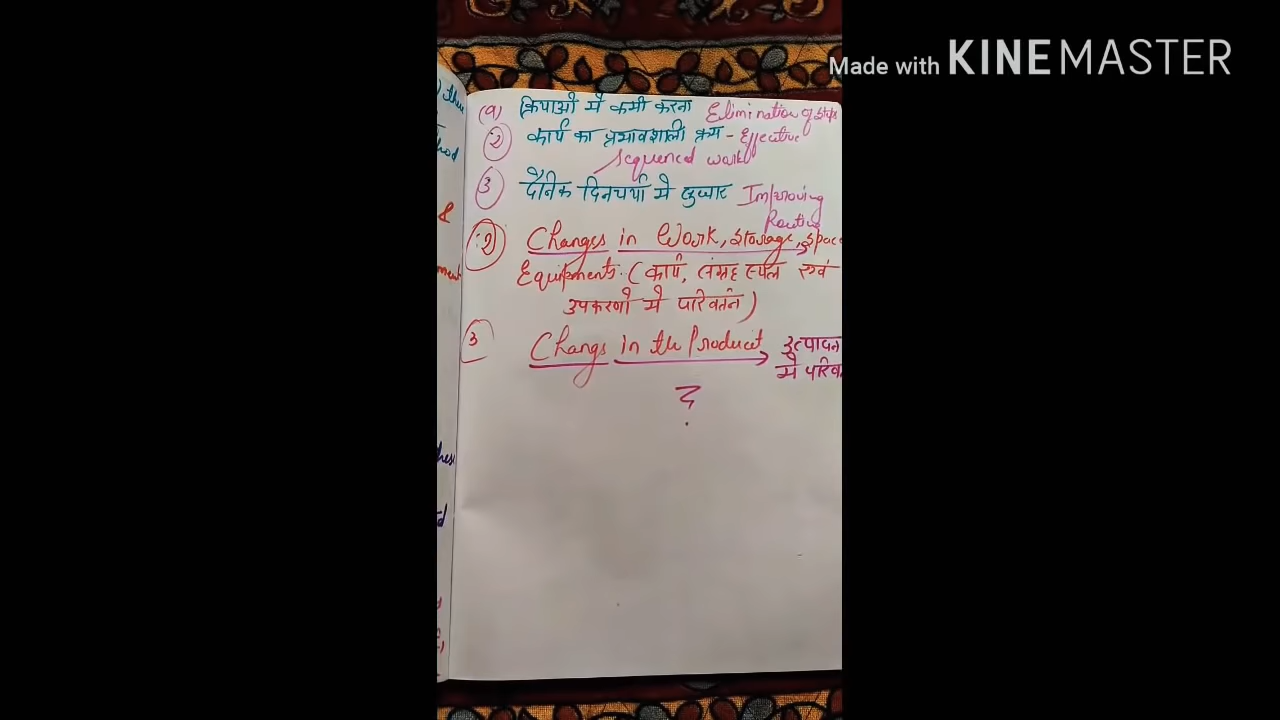 Made with KINEMASTER
(a) क्रियाओं में कमी करना Elimination of steps
② कार्य का प्रभावशाली क्रम - Effective
sequenced work
③ दैनिक दिनचर्या में सुधार Improving
Routine
② Changes in Work, storage, space
Equipments. (कार्य, संग्रह स्थल एवं
उपकरणों में परिवर्तन)
3 Changs in the Product उत्पादन
में परिव
?